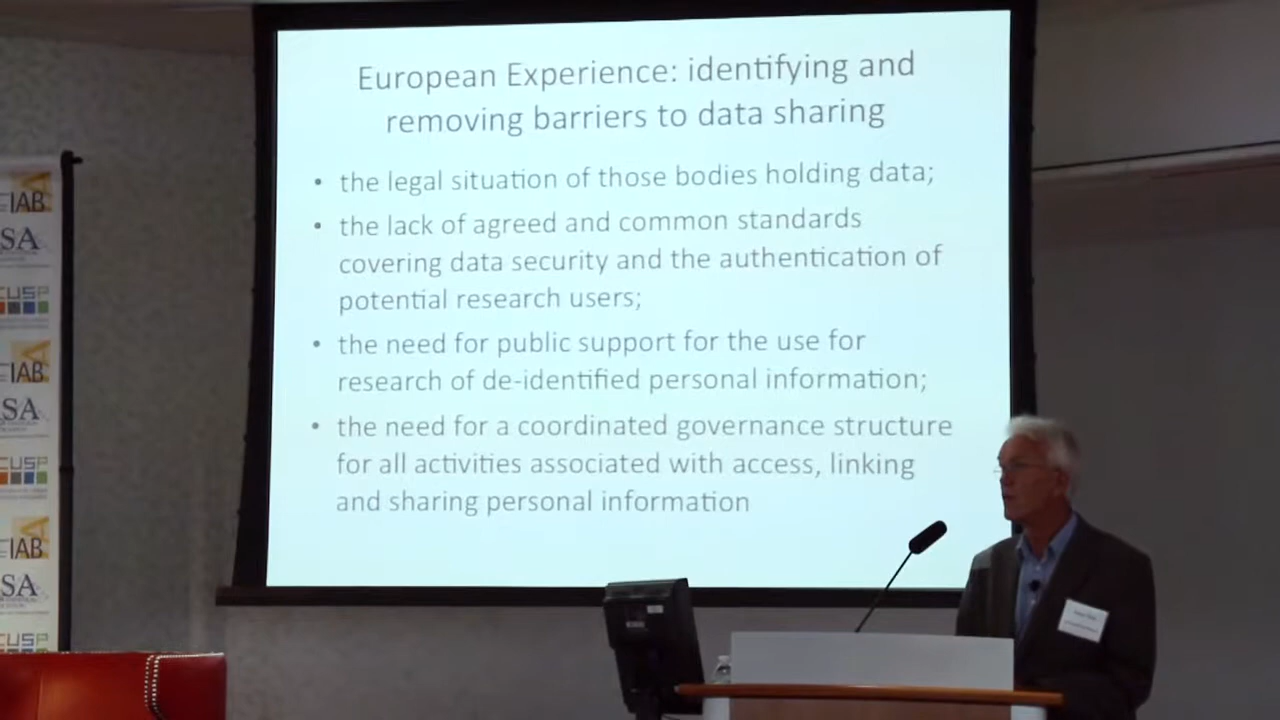 European Experience: identifying and
removing barriers to data sharing
• the legal situation of those bodies holding data;
• the lack of agreed and common standards
covering data security and the authentication of
potential research users;
• the need for public support for the use for
research of de-identified personal information;
• the need for a coordinated governance structure
for all activities associated with access, linking
and sharing personal information
IAB
SA
CUSP
IAB
SA
CUSP
IAB
SA
CUSP